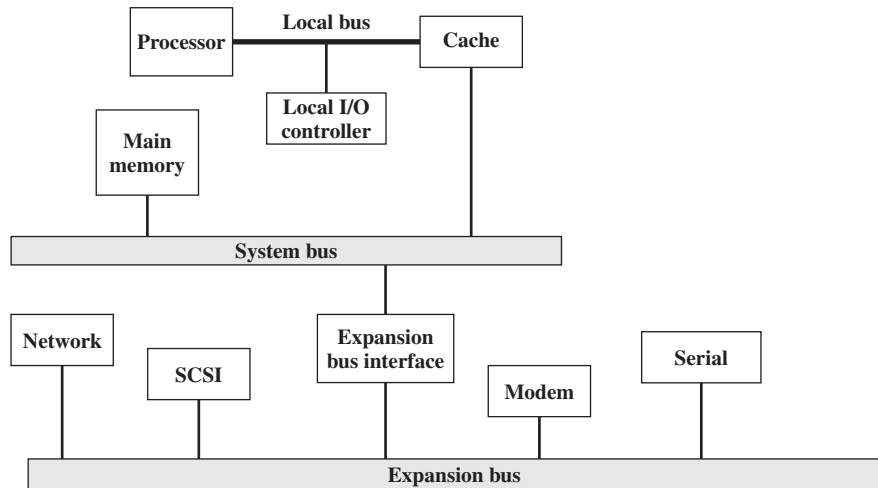 Local bus
Processor
Cache
Local I/O
controller
Main
memory
System bus
Network
SCSI
Expansion
bus interface
Modem
Serial
Expansion bus